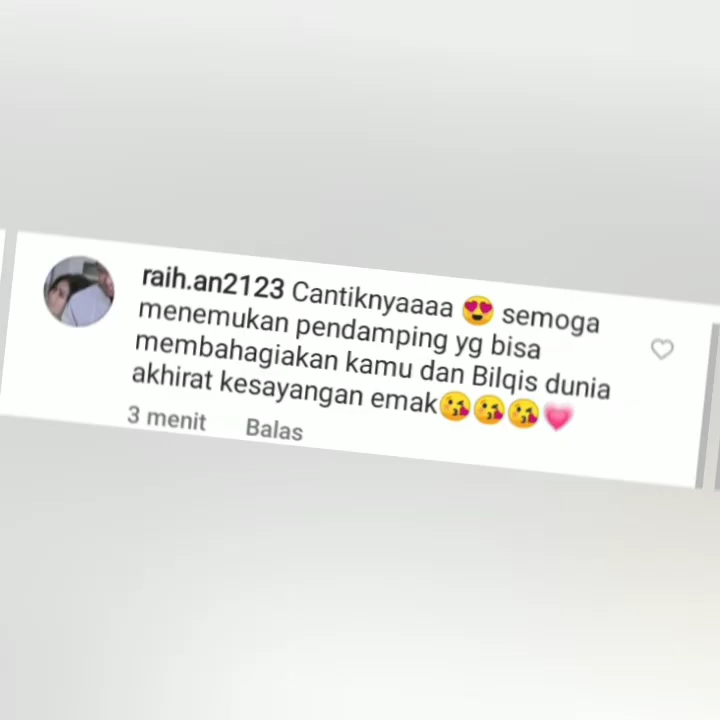 raih.an2123 Cantiknyaaaa 😍 semoga
menemukan pendamping yg bisa
membahagiakan kamu dan Bilqis dunia
akhirat kesayangan emak😘😘😘💗
3 menit Balas